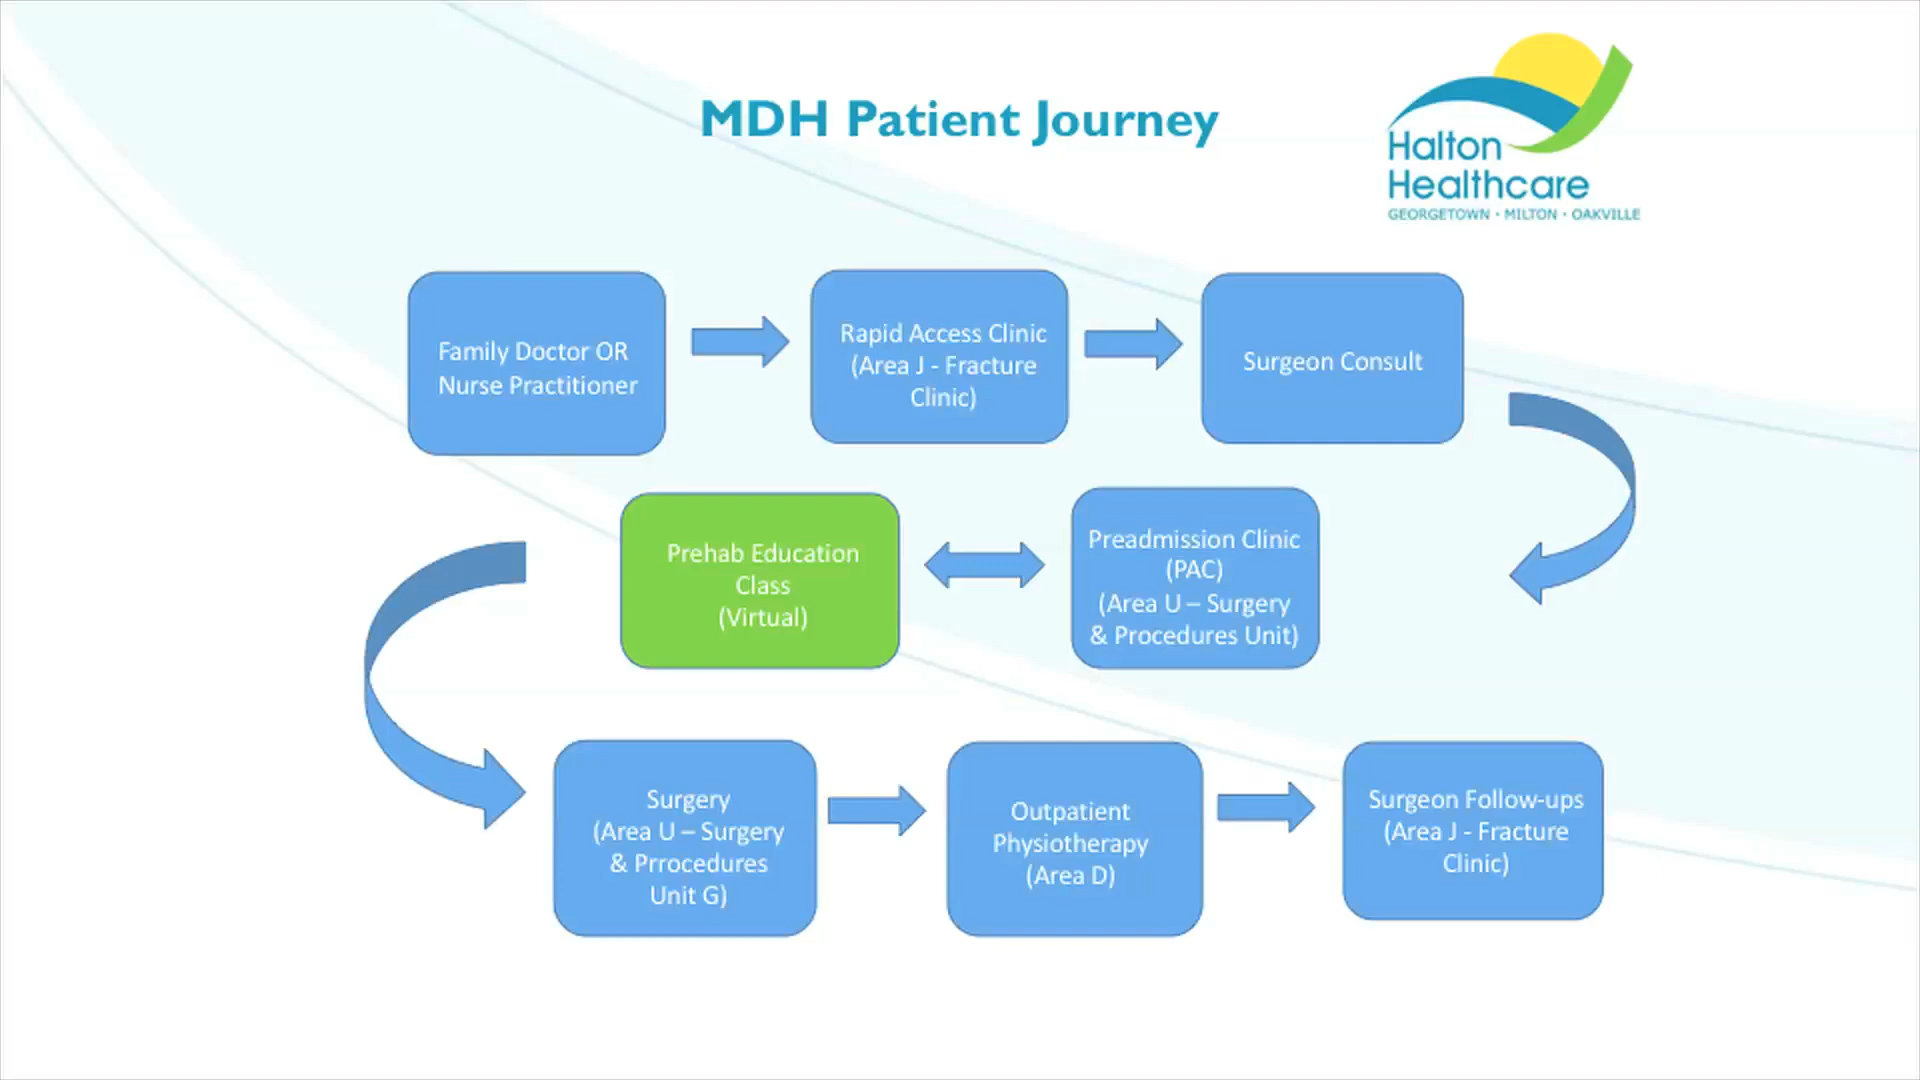 MDH Patient Journey
Halton
Healthcare
GEORGETOWN • MILTON • OAKVILLE
Family Doctor OR
Nurse Practitioner
Rapid Access Clinic
(Area J - Fracture
Clinic)
Surgeon Consult
Prehab Education
Class
(Virtual)
Preadmission Clinic
(PAC)
(Area U – Surgery
& Procedures Unit)
Surgery
(Area U – Surgery
& Prrocedures
Unit G)
Outpatient
Physiotherapy
(Area D)
Surgeon Follow-ups
(Area J - Fracture
Clinic)